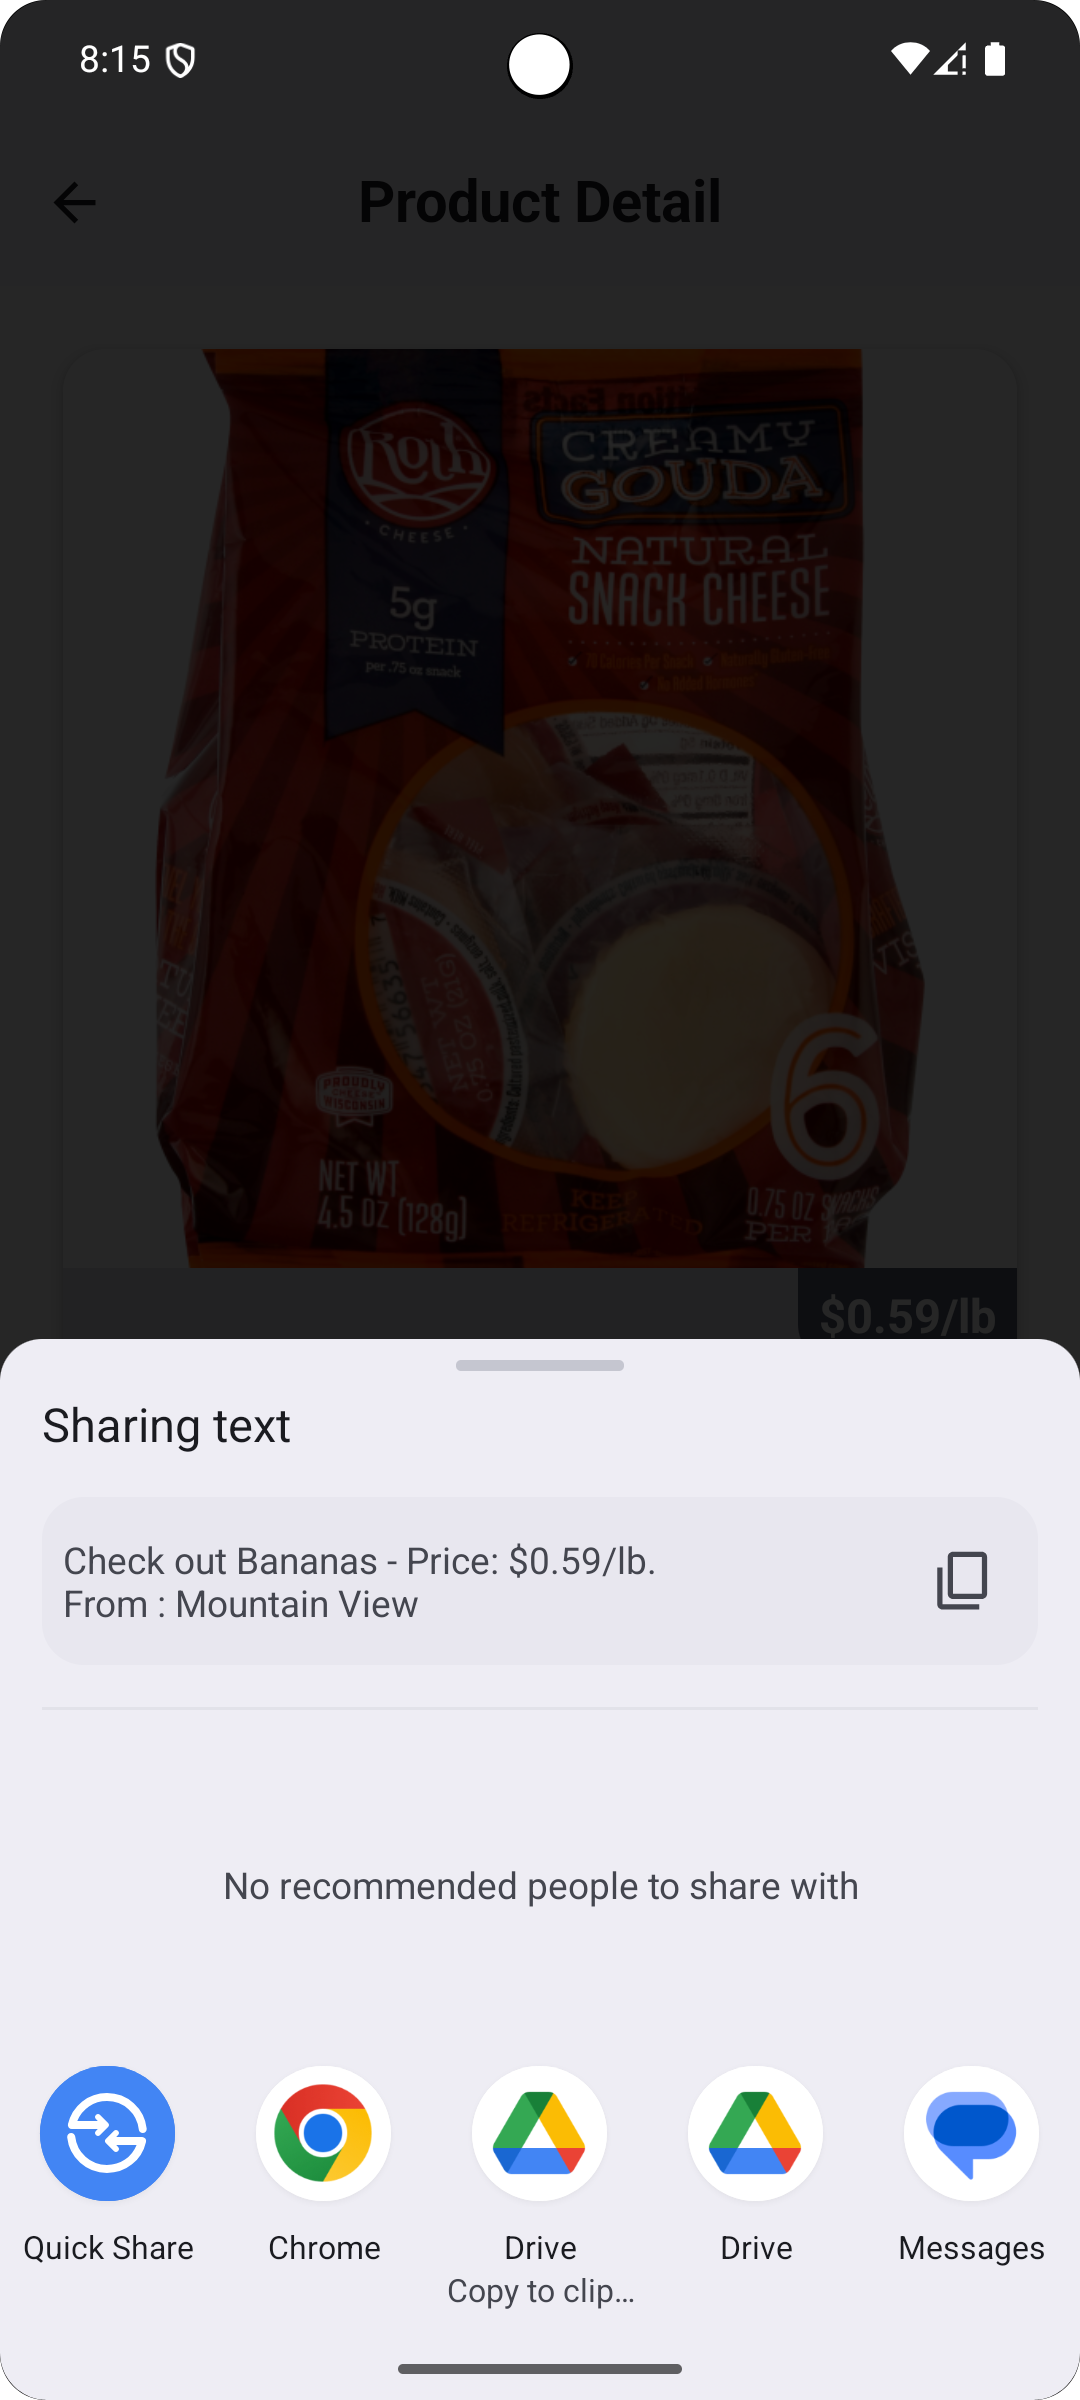 8:15
Product Detail
Roth
CHEESE
5g
PROTEIN
per .75 oz snack
CREAMY
GOUDA
NATURAL
SNACK CHEESE
PROUDLY
WISCONSIN
NET WT
4.5 OZ (128g)
KEEP
REFRIGERATED
6
0.75 OZ SNACKS
PER
$0.59/lb
Sharing text
Check out Bananas - Price: $0.59/lb.
From : Mountain View
No recommended people to share with
Quick Share
Chrome
Drive
Copy to clip...
Drive
Messages